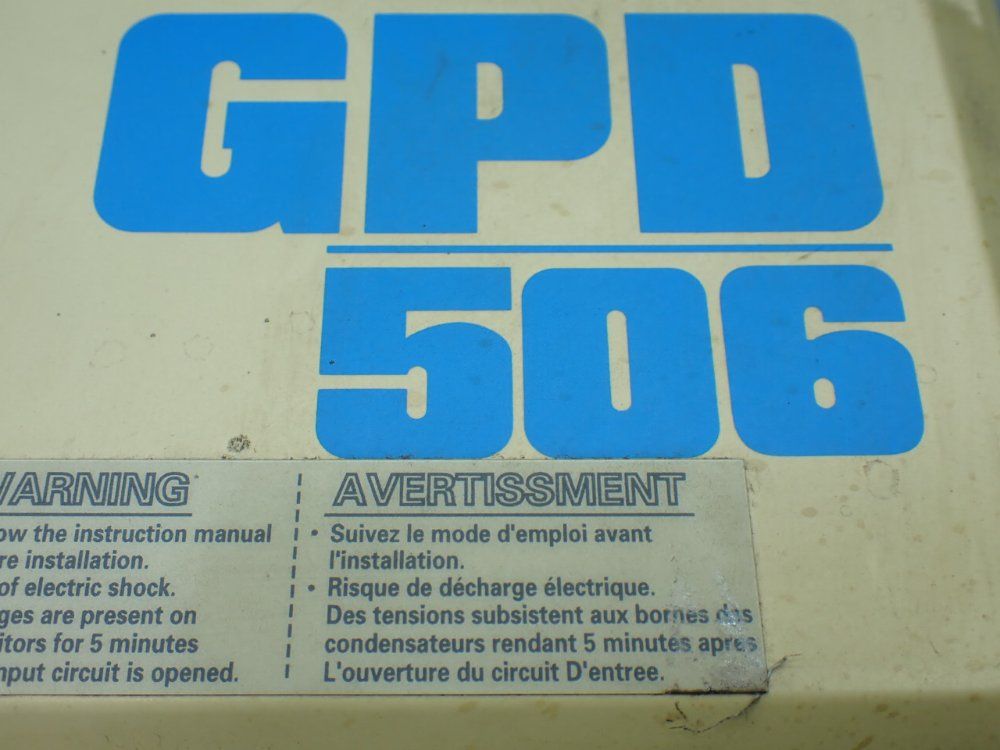 GPD
506
WARNING
ow the instruction manual
re installation.
of electric shock.
ges are present on
itors for 5 minutes
nput circuit is opened.
AVERTISSMENT
• Suivez le mode d'emploi avant
l'installation.
• Risque de décharge électrique.
Des tensions subsistent aux bornes des
condensateurs rendant 5 minutes apres
L'ouverture du circuit D'entree.